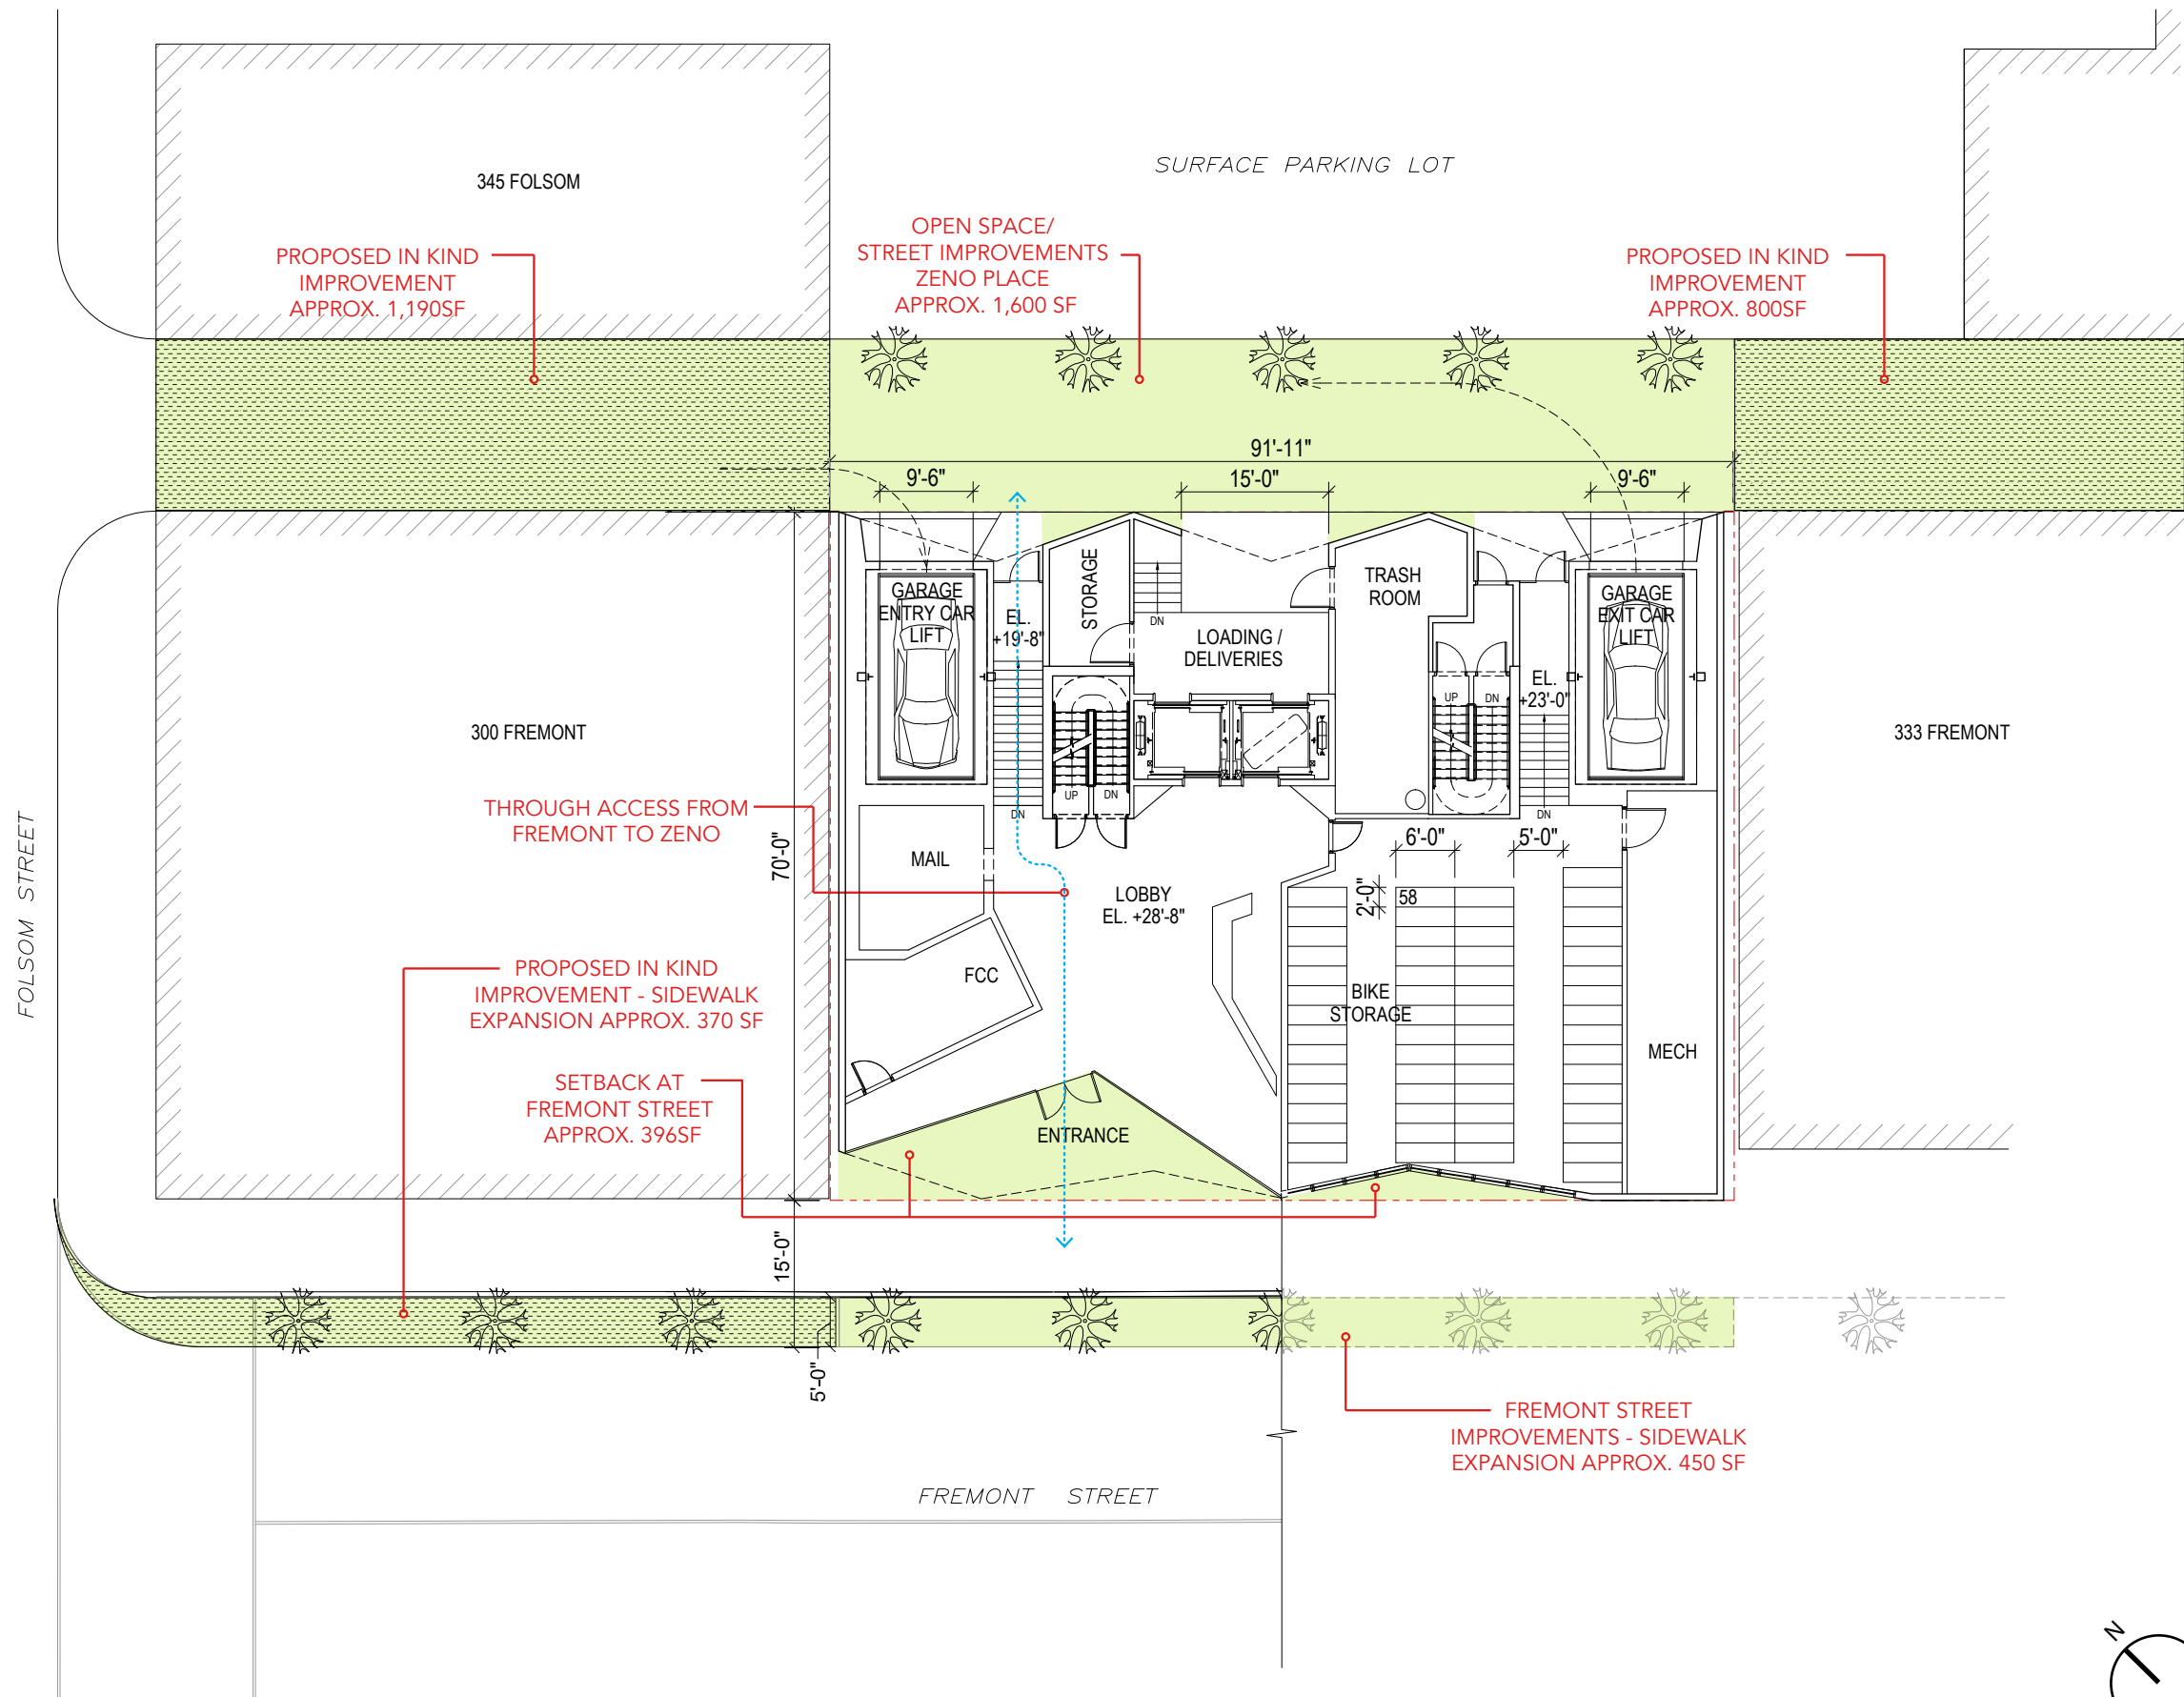 SURFACE PARKING LOT
345 FOLSOM
OPEN SPACE/
STREET IMPROVEMENTS
ZENO PLACE
APPROX. 1,600 SF
PROPOSED IN KIND
IMPROVEMENT
APPROX. 1,190SF
PROPOSED IN KIND
IMPROVEMENT
APPROX. 800SF
91'-11"
9'-6"
15'-0"
9'-6"
GARAGE
ENTRY CAR
LIFT
EL.
+19'-8"
STORAGE
DN
LOADING /
DELIVERIES
TRASH
ROOM
GARAGE
EXIT CAR
LIFT
EL.
+23'-0"
UP
DN
300 FREMONT
333 FREMONT
UP
DN
DN
DN
THROUGH ACCESS FROM
FREMONT TO ZENO
70'-0"
MAIL
6'-0"
5'-0"
2'-0"
58
LOBBY
EL. +28'-8"
FOLSOM STREET
FCC
PROPOSED IN KIND
IMPROVEMENT - SIDEWALK
EXPANSION APPROX. 370 SF
BIKE
STORAGE
MECH
SETBACK AT
FREMONT STREET
APPROX. 396SF
ENTRANCE
15'-0"
5'-0"
FREMONT STREET
IMPROVEMENTS - SIDEWALK
EXPANSION APPROX. 450 SF
FREMONT STREET
N